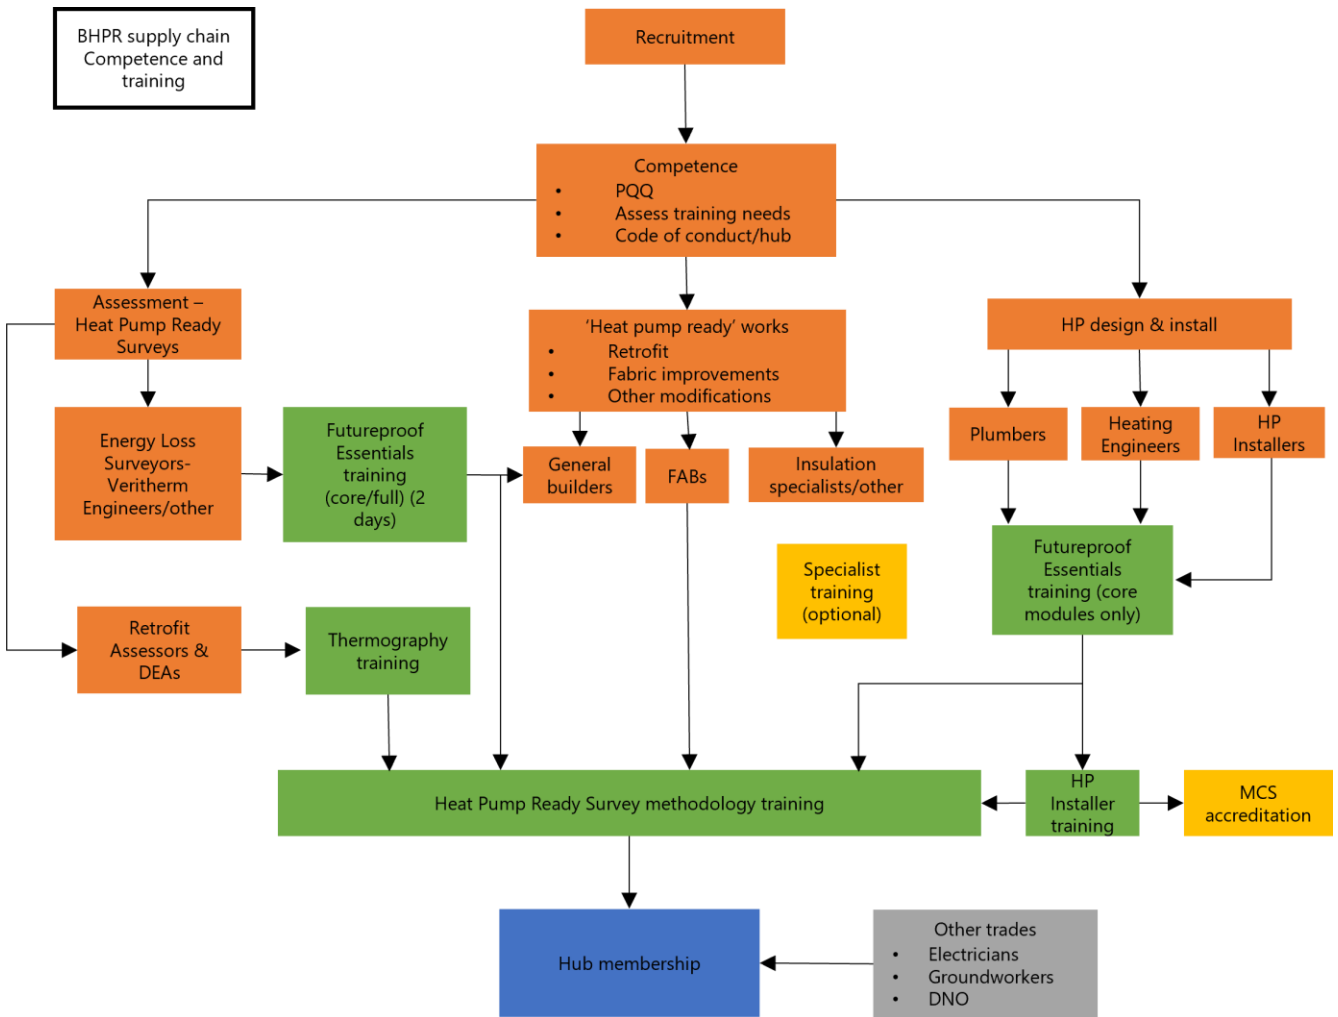 BHPR supply chain
Competence and
training
Recruitment
Competence
• PQQ
• Assess training needs
• Code of conduct/hub
Assessment –
Heat Pump Ready
Surveys
‘Heat pump ready’ works
• Retrofit
• Fabric improvements
• Other modifications
HP design & install
Energy Loss
Surveyors-
Veritherm
Engineers/other
Futureproof
Essentials
training
(core/full) (2
days)
General
builders
FABs
Insulation
specialists/other
Plumbers
Heating
Engineers
HP
Installers
Specialist
training
(optional)
Futureproof
Essentials
training (core
modules only)
Retrofit
Assessors &
DEAs
Thermography
training
Heat Pump Ready Survey methodology training
HP
Installer
training
MCS
accreditation
Hub membership
Other trades
• Electricians
• Groundworkers
• DNO